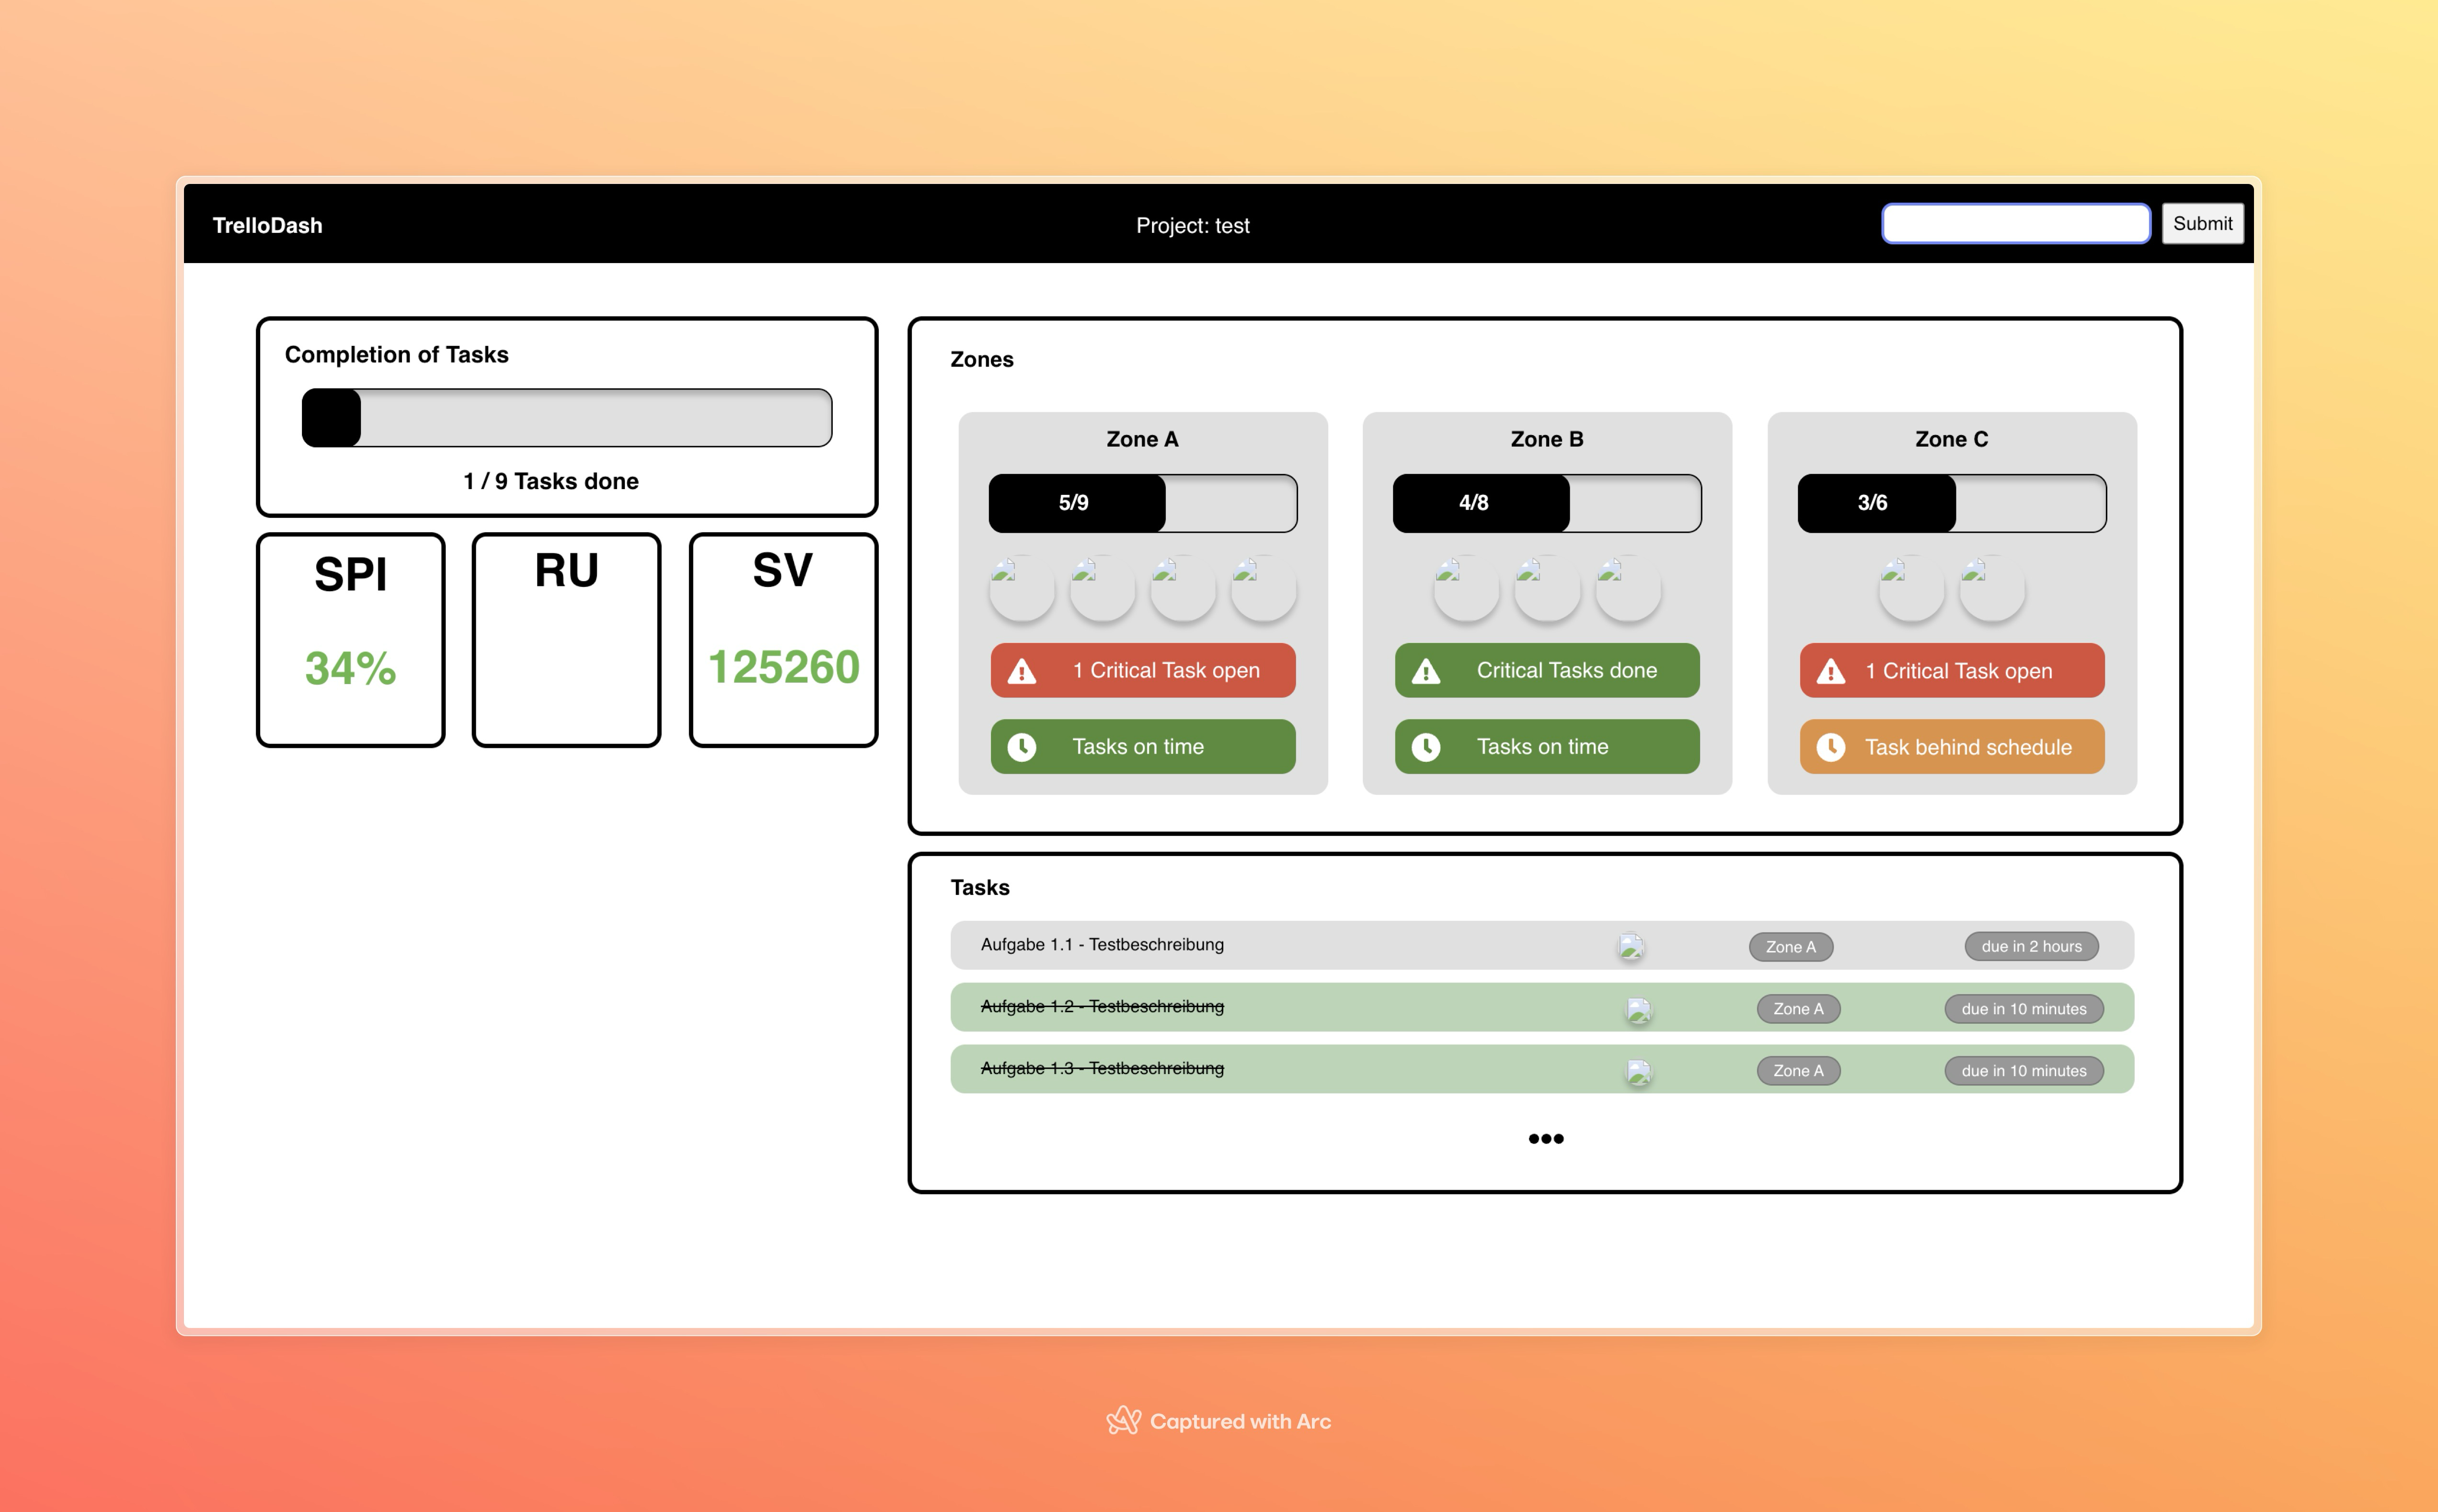 TrelloDash
Project: test
Submit
Completion of Tasks
1 / 9 Tasks done
SPI
34%
RU
SV
125260
Zones
Zone A
5/9
1 Critical Task open
Tasks on time
Zone B
4/8
Critical Tasks done
Tasks on time
Zone C
3/6
1 Critical Task open
Task behind schedule
Tasks
Aufgabe 1.1 - Testbeschreibung Zone A due in 2 hours
Aufgabe 1.2 - Testbeschreibung Zone A due in 10 minutes
Aufgabe 1.3 - Testbeschreibung Zone A due in 10 minutes
•••
Captured with Arc